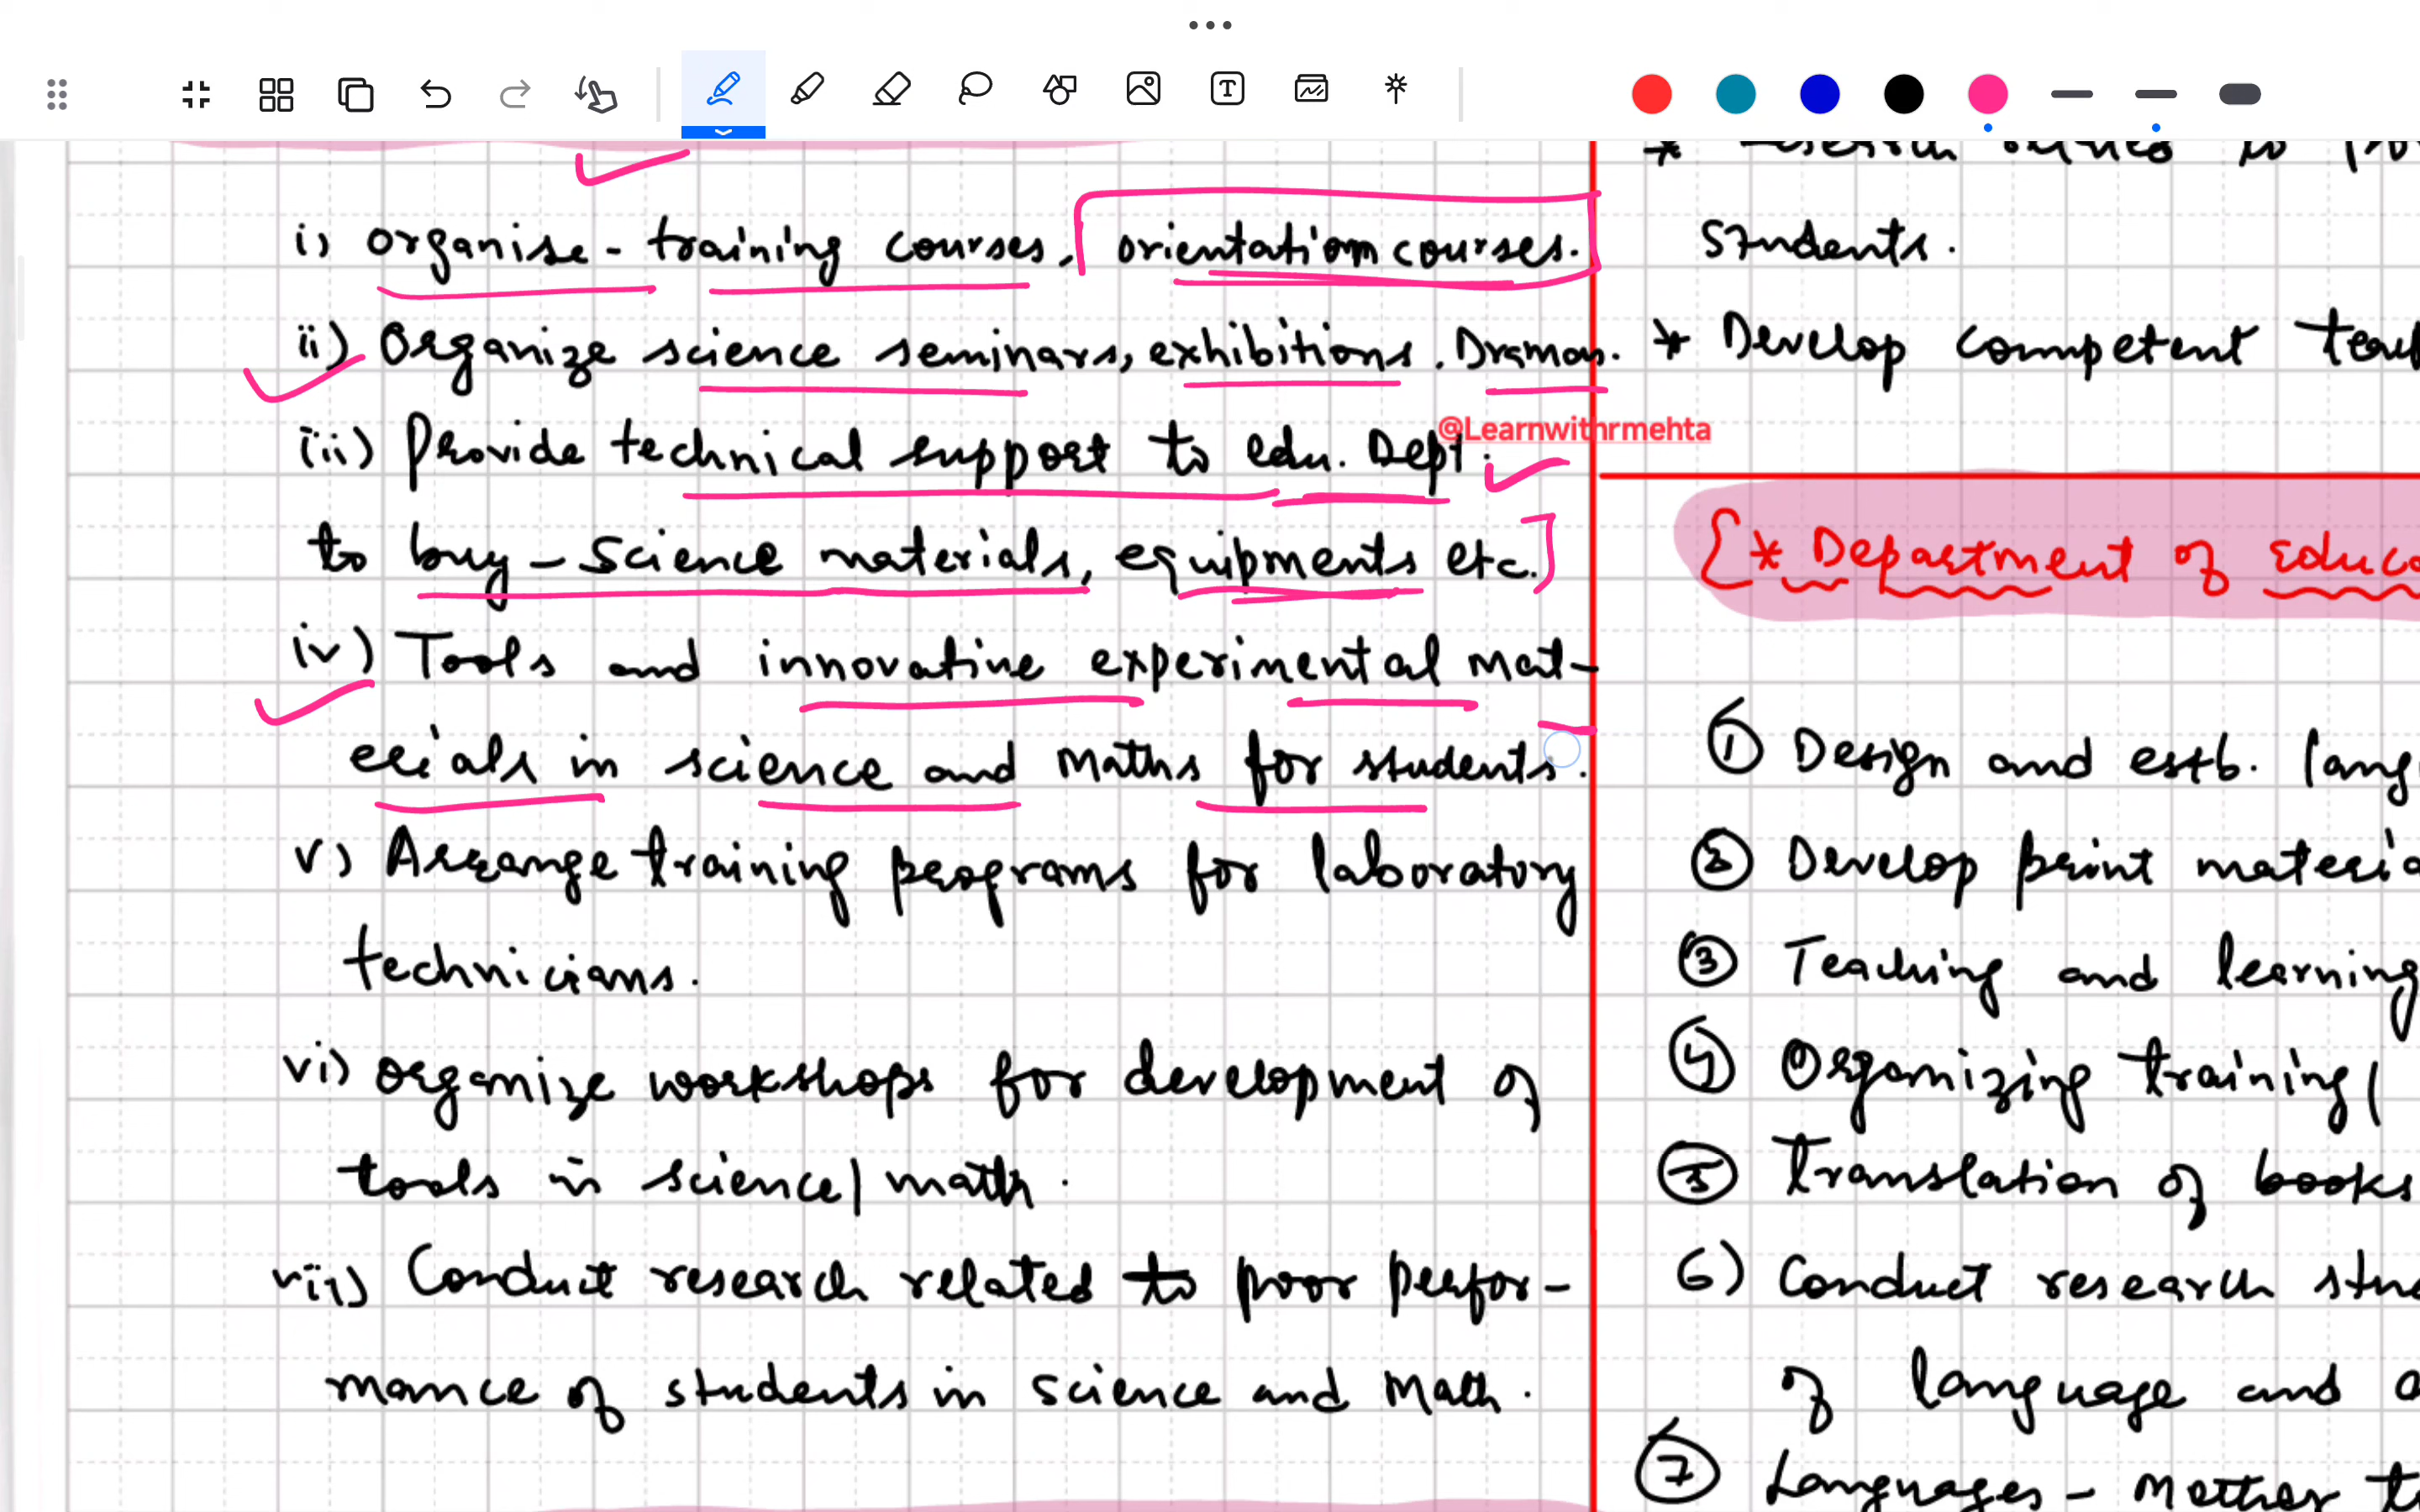 i) organise - training courses, orientation courses.
ii) Organize science seminars, exhibitions. Dramas.
iii) Provide technical support to edu. Dept.
to buy - science materials, equipments etc.
iv) Tools and innovative experimental mat-
erials in science and Maths for students.
v) Arrange training programs for laboratory
technicians.
vi) Organize workshops for development of
tools in science/math.
vii) Conduct research related to poor perfor-
mance of students in science and Math.
Students.
* Develop competent
@Learnwithrmehta
* Department of
1 Design and estb.
2 Develop print
3 Teaching and learning
4 Organizing training/
5 Translation of books
6) Conduct research
of language and
7 Languages - Mother